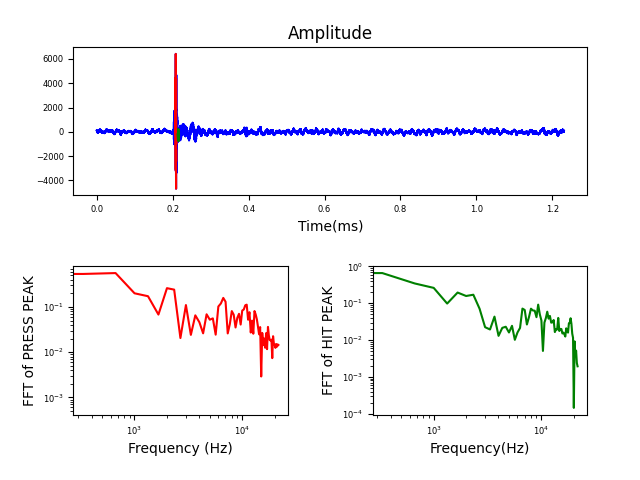 Amplitude
6000
4000
2000
0
−2000
−4000
0.0 0.2 0.4 0.6 0.8 1.0 1.2
Time(ms)
FFT of PRESS PEAK
10⁻¹
10⁻²
10⁻³
10³ 10⁴
Frequency (Hz)
FFT of HIT PEAK
10⁰
10⁻¹
10⁻²
10⁻³
10⁻⁴
10³ 10⁴
Frequency(Hz)